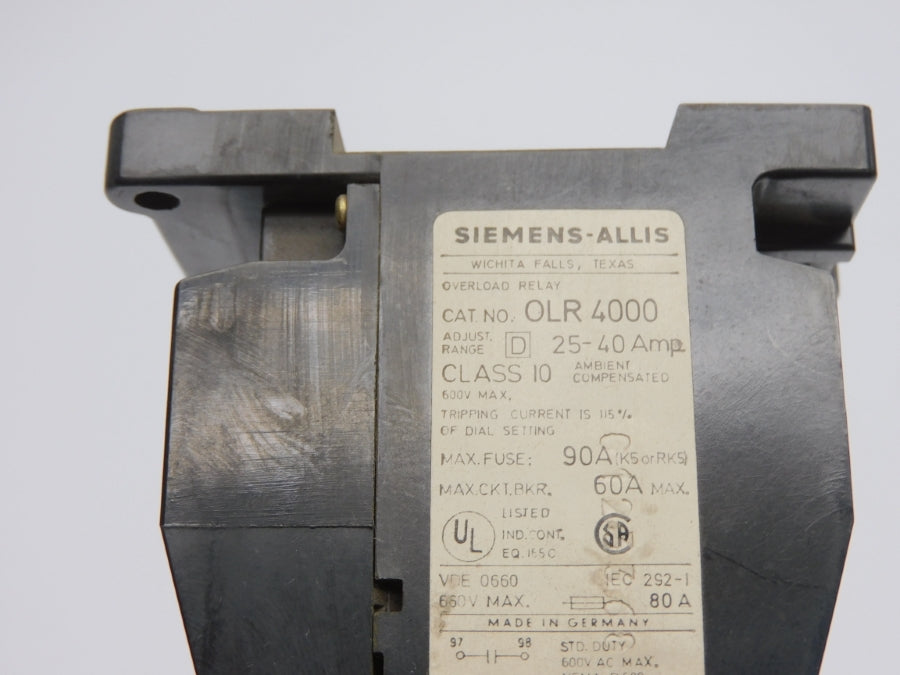 SIEMENS-ALLIS
WICHITA FALLS, TEXAS
OVERLOAD RELAY
CAT. NO. OLR 4000
ADJUST. RANGE D 25-40 Amp
CLASS 10 AMBIENT COMPENSATED
600V MAX.
TRIPPING CURRENT IS 115%
OF DIAL SETTING
MAX. FUSE: 90A (K5 or RK5)
MAX.CKT.BKR. 60A MAX.
UL LISTED SA
IND. CONT.
EQ. 165C
VDE 0660 IEC 292-1
660V MAX. 80 A
MADE IN GERMANY
97 98 STD. DUTY
600V AC MAX.